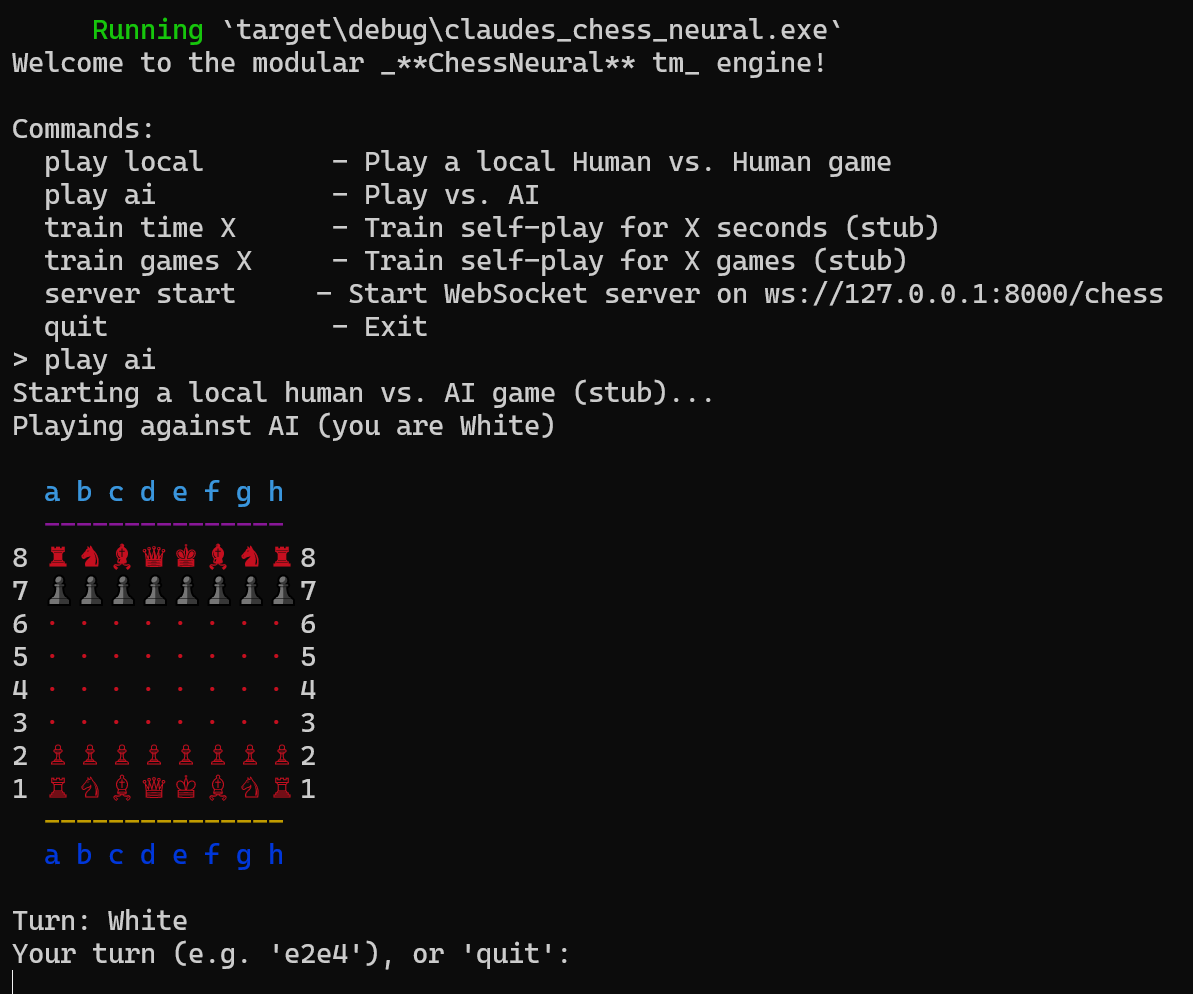 Running `target\debug\claudes_chess_neural.exe`
Welcome to the modular _**ChessNeural** tm_ engine!
Commands:
play local - Play a local Human vs. Human game
play ai - Play vs. AI
train time X - Train self-play for X seconds (stub)
train games X - Train self-play for X games (stub)
server start - Start WebSocket server on ws://127.0.0.1:8000/chess
quit - Exit
> play ai
Starting a local human vs. AI game (stub)...
Playing against AI (you are White)
a b c d e f g h
---------------
8 ♜ ♞ ♝ ♛ ♚ ♝ ♞ ♜ 8
7 ♟ ♟ ♟ ♟ ♟ ♟ ♟ ♟ 7
6 · · · · · · · · 6
5 · · · · · · · · 5
4 · · · · · · · · 4
3 · · · · · · · · 3
2 ♙ ♙ ♙ ♙ ♙ ♙ ♙ ♙ 2
1 ♖ ♘ ♗ ♕ ♔ ♗ ♘ ♖ 1
---------------
a b c d e f g h
Turn: White
Your turn (e.g. 'e2e4'), or 'quit':